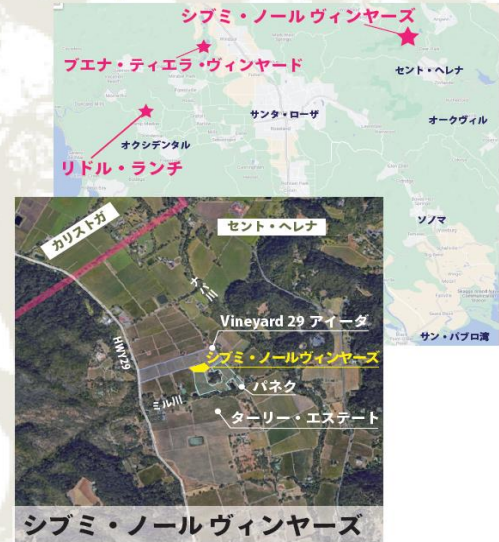 シブミ・ノール ヴィンヤーズ
ブエナ・ティエラ・ヴィンヤード
セント・ヘレナ
サンタ・ローザ
オークヴィル
オクシデンタル
リドル・ランチ
ソノマ
サン・パブロ湾
カリストガ
セント・ヘレナ
ナパ川
HWY29
Vineyard 29 アイーダ
シブミ・ノールヴィンヤーズ
パネク
ミル川
ターリー・エステート
シブミ・ノール ヴィンヤーズ